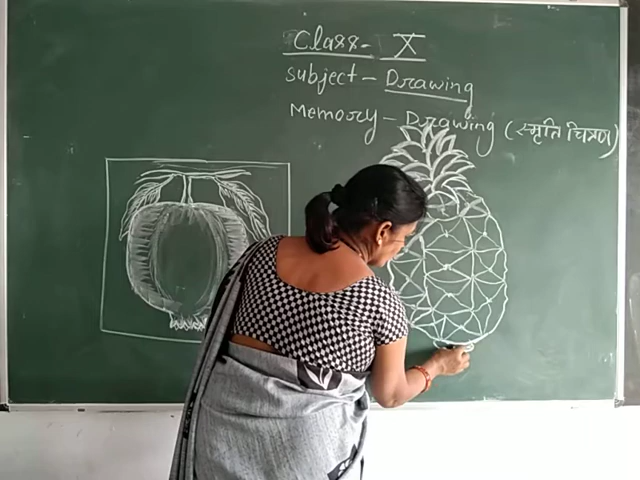 Class - X
Subject - Drawing
Memory - Drawing (स्मृति चित्रण)